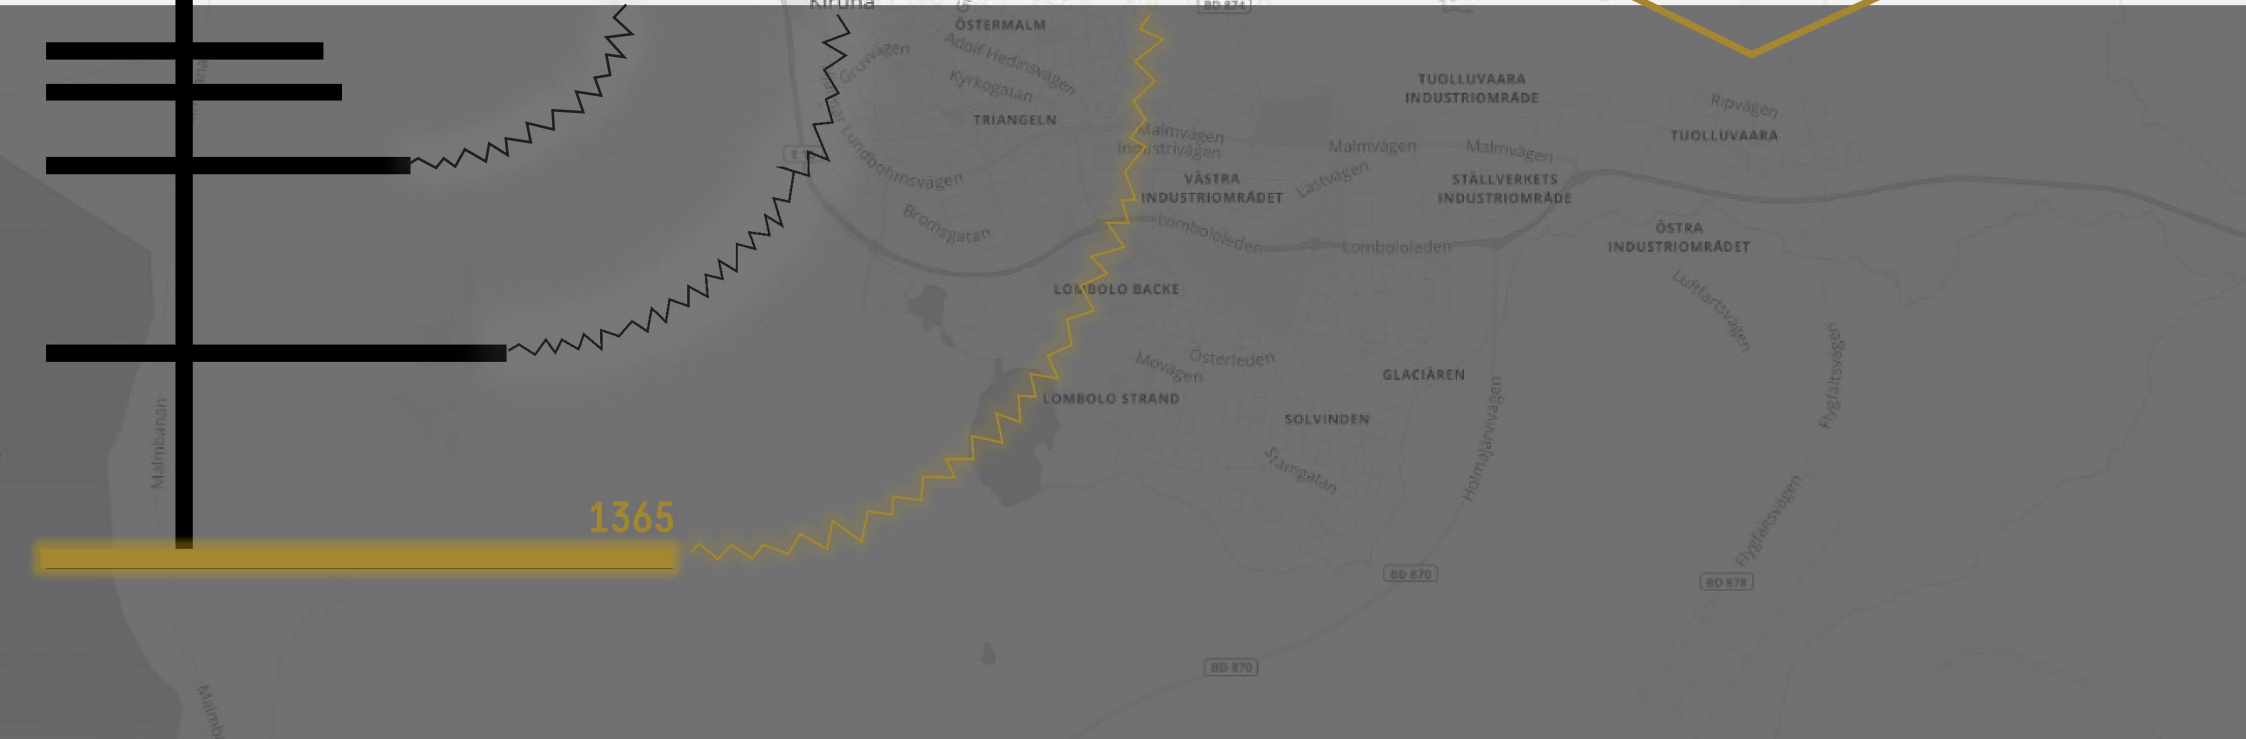 Kiruna
BD 874
ÖSTERMALM
Adolf Hedinsvägen
Gruvvägen
Kyrkogatan
TRIANGELN
TUOLLUVAARA
INDUSTRIOMRÅDE
Ripvägen
TUOLLUVAARA
Malmvägen
Industrivägen
Malmvägen
Malmvägen
Lundbohmsvägen
VÄSTRA
INDUSTRIOMRÅDET
Lastvägen
STÄLLVERKETS
INDUSTRIOMRÅDE
Bromsgatan
Lombololeden
Lombololeden
ÖSTRA
INDUSTRIOMRÅDET
LOMBOLO BACKE
Luftfartsvägen
Movägen
Österleden
GLACIÄREN
Flygfältsvägen
LOMBOLO STRAND
SOLVINDEN
Malmbanan
Stamgatan
Holmajärvivägen
1365
Flygfältsvägen
BD 870
BD 878
BD 870